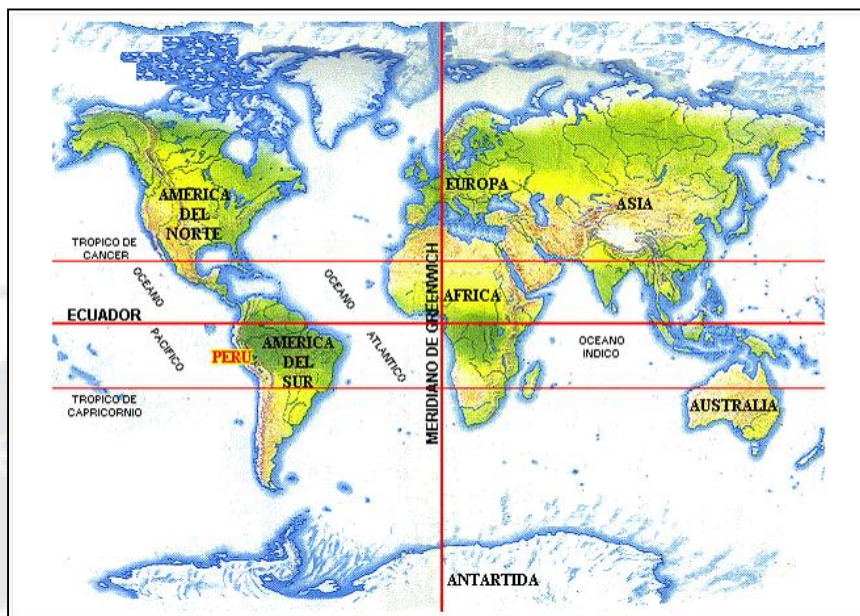 AMERICA
DEL
NORTE
EUROPA
ASIA
TROPICO DE
CANCER
OCEANO
PACIFICO
OCEANO
ATLANTICO
MERIDIANO DE GREENWICH
AFRICA
ECUADOR
PERU
AMERICA
DEL
SUR
OCEANO
INDICO
TROPICO DE
CAPRICORNIO
AUSTRALIA
ANTARTIDA